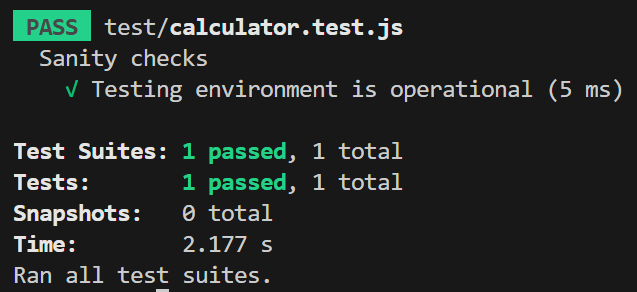 PASS test/calculator.test.js
Sanity checks
√ Testing environment is operational (5 ms)
Test Suites: 1 passed, 1 total
Tests: 1 passed, 1 total
Snapshots: 0 total
Time: 2.177 s
Ran all test suites.